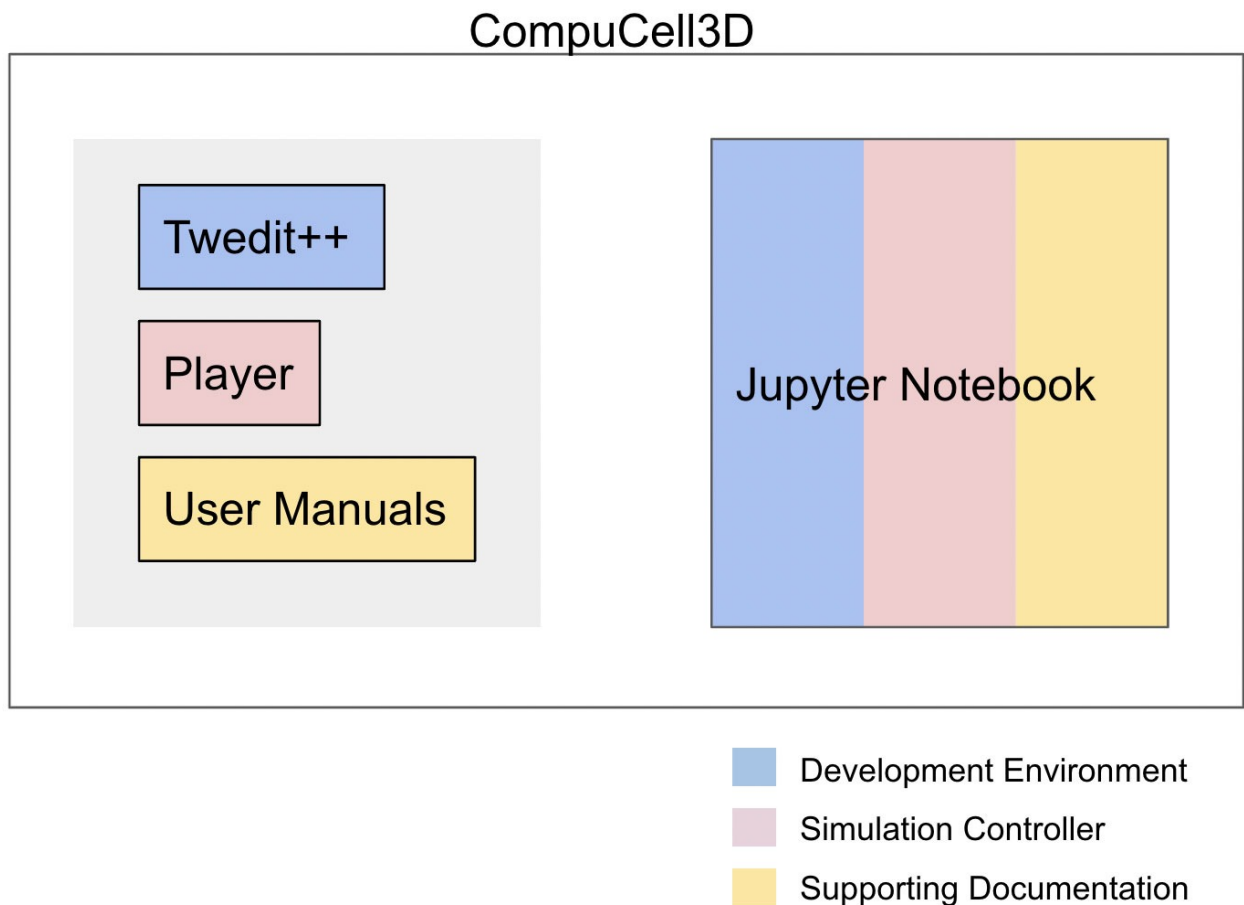 CompuCell3D
Twedit++
Player
User Manuals
Jupyter Notebook
Development Environment
Simulation Controller
Supporting Documentation